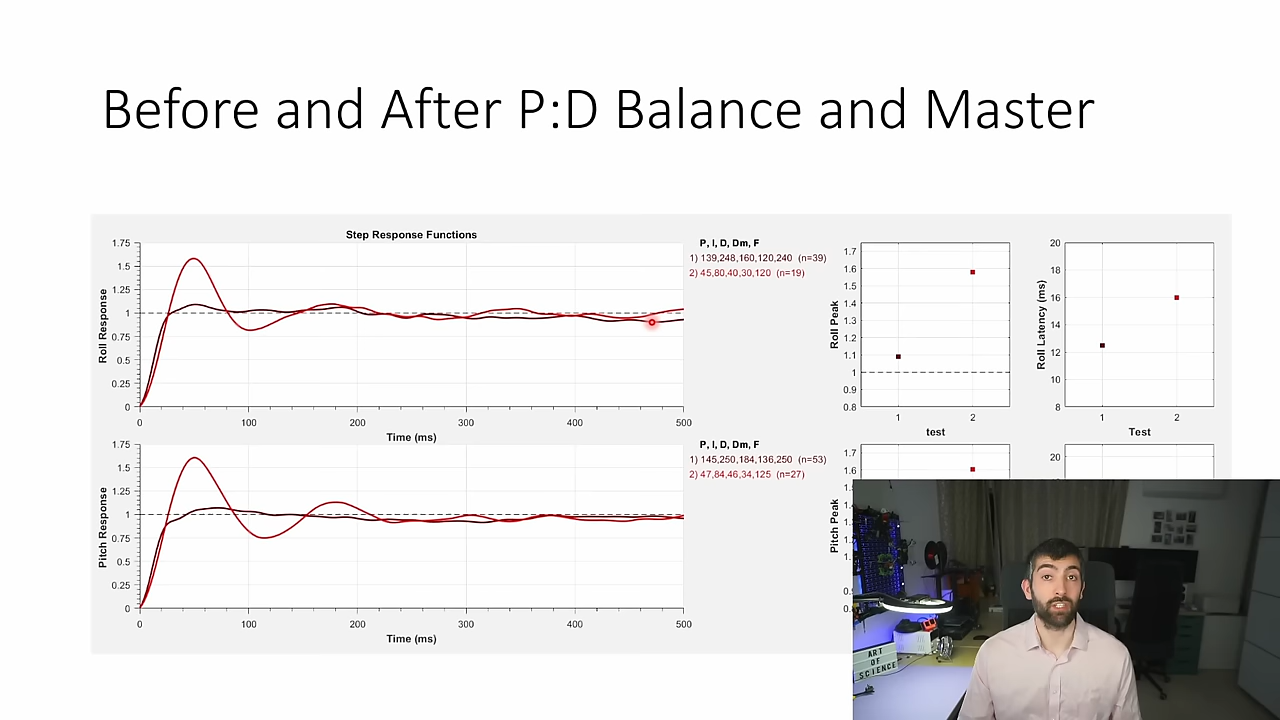 Before and After P:D Balance and Master
Step Response Functions
Roll Response
1.75
1.5
1.25
1
0.75
0.5
0.25
0
0 100 200 300 400 500
Time (ms)
P, I, D, Dm, F
1) 139,248,160,120,240 (n=39)
2) 45,80,40,30,120 (n=19)
Roll Peak
1.7
1.6
1.5
1.4
1.3
1.2
1.1
1
0.9
0.8
1 2
test
Roll Latency (ms)
20
18
16
14
12
10
8
1 2
Test
Pitch Response
1.75
1.5
1.25
1
0.75
0.5
0.25
0
0 100 200 300 400 500
Time (ms)
P, I, D, Dm, F
1) 145,250,184,136,250 (n=53)
2) 47,84,46,34,125 (n=27)
Pitch Peak
1.7
1.6
20
ART
OF
SCIENCE